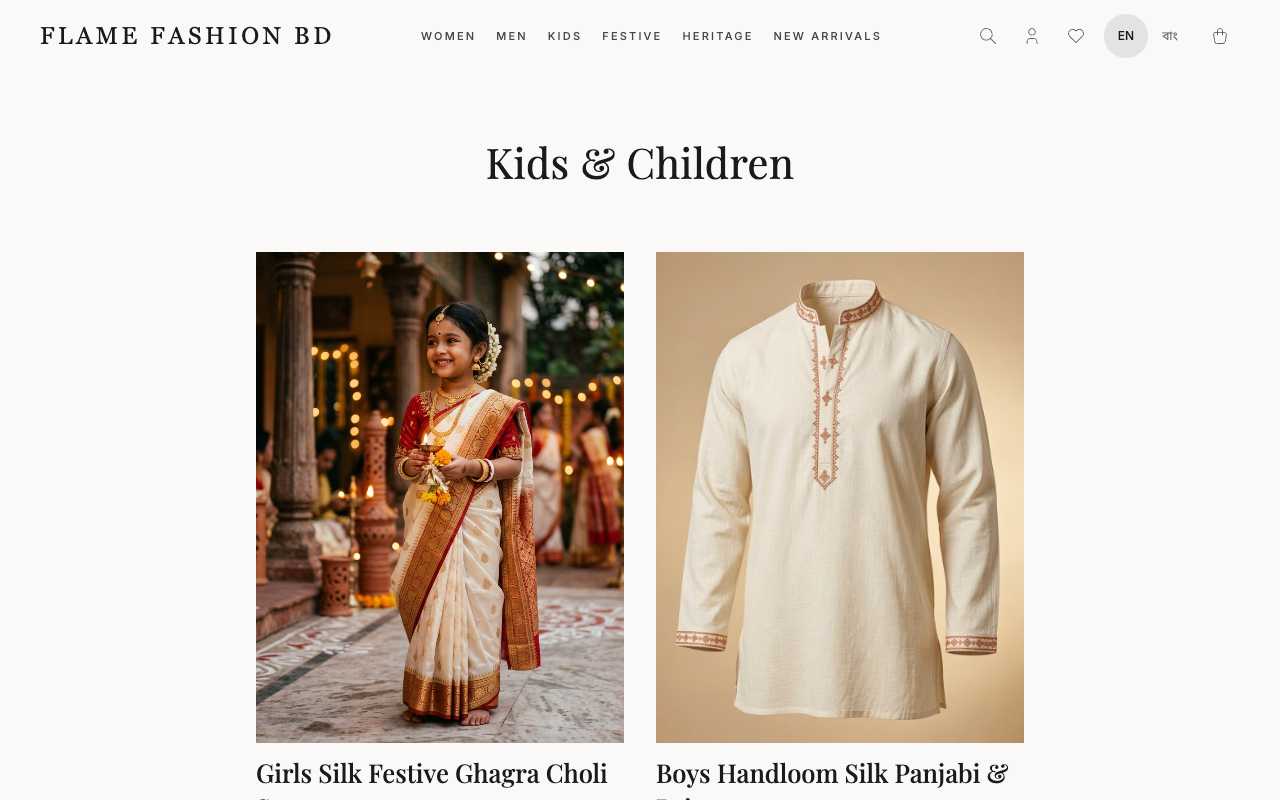 FLAME FASHION BD
WOMEN MEN KIDS FESTIVE HERITAGE NEW ARRIVALS
EN বাং
Kids & Children
Girls Silk Festive Ghagra Choli
Boys Handloom Silk Panjabi &